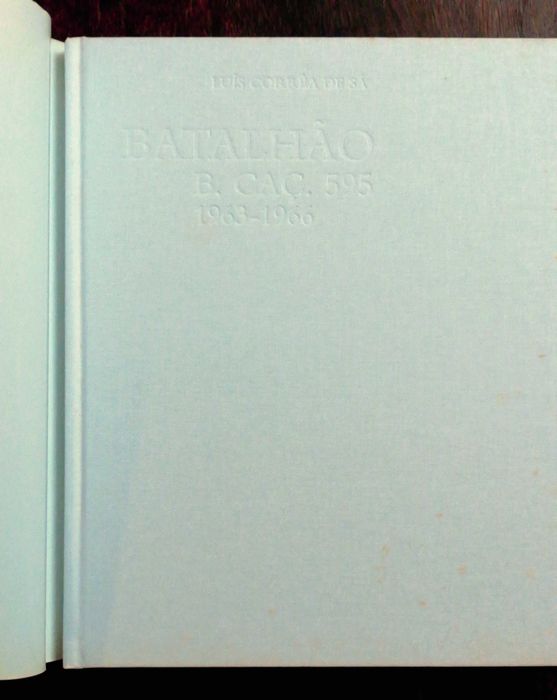 LUÍS CORRÊA DE SÁ
BATALHÃO
B. CAÇ. 595
1963-1966